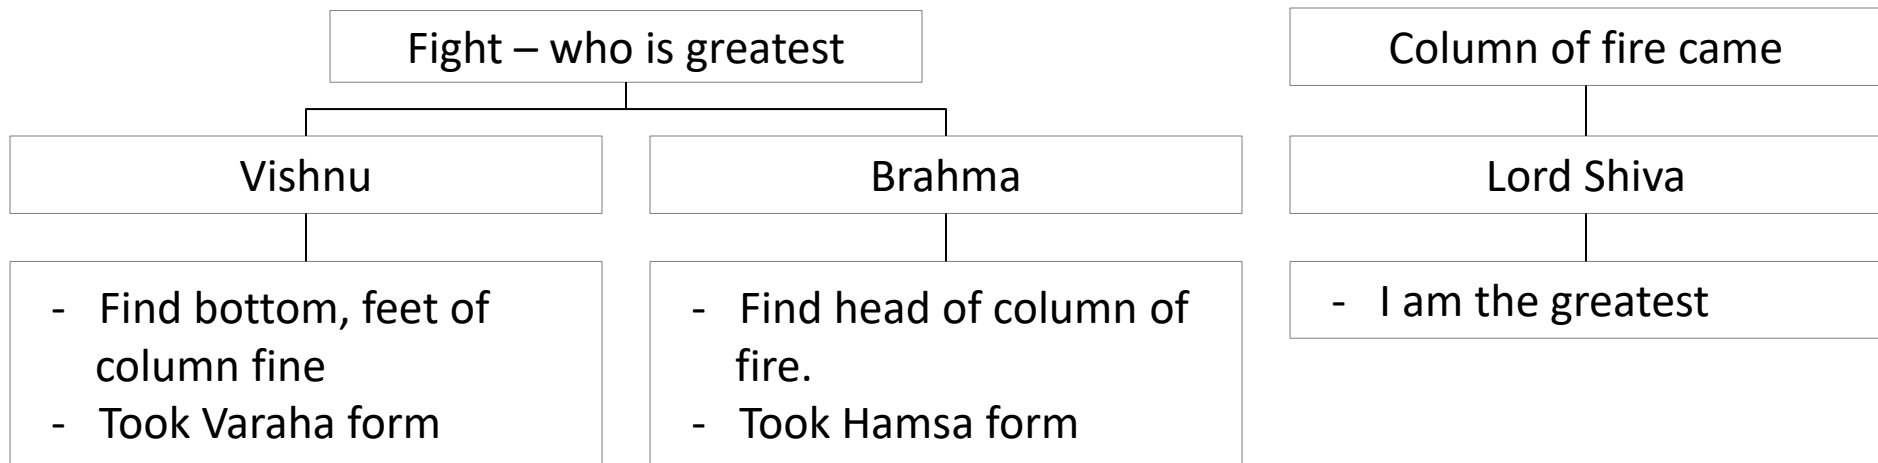 Fight – who is greatest
Column of fire came
Vishnu
Brahma
Lord Shiva
- Find bottom, feet of
column fine
- Took Varaha form
- Find head of column of
fire.
- Took Hamsa form
- I am the greatest